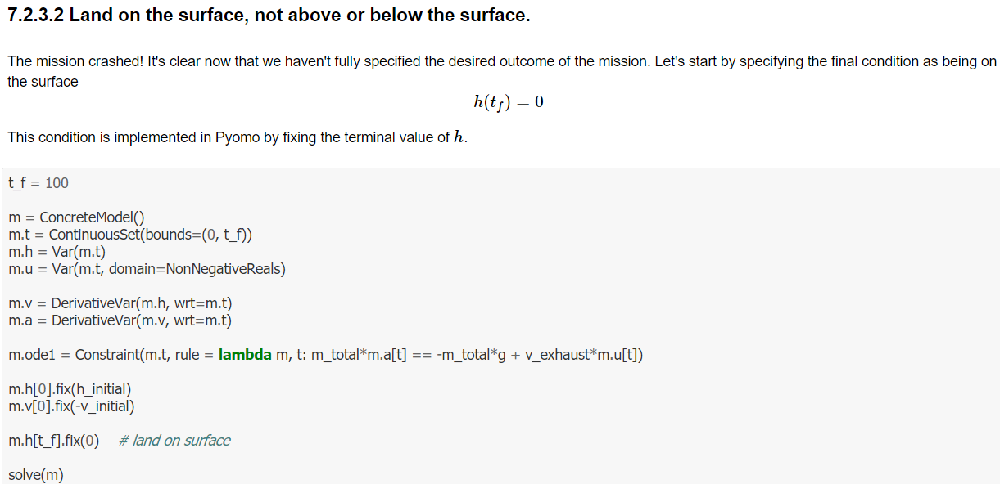 7.2.3.2 Land on the surface, not above or below the surface.
The mission crashed! It's clear now that we haven't fully specified the desired outcome of the mission. Let's start by specifying the final condition as being on
the surface
h(t_f) = 0
This condition is implemented in Pyomo by fixing the terminal value of h.
t_f = 100
m = ConcreteModel()
m.t = ContinuousSet(bounds=(0, t_f))
m.h = Var(m.t)
m.u = Var(m.t, domain=NonNegativeReals)
m.v = DerivativeVar(m.h, wrt=m.t)
m.a = DerivativeVar(m.v, wrt=m.t)
m.ode1 = Constraint(m.t, rule = lambda m, t: m_total*m.a[t] == -m_total*g + v_exhaust*m.u[t])
m.h[0].fix(h_initial)
m.v[0].fix(-v_initial)
m.h[t_f].fix(0) # land on surface
solve(m)